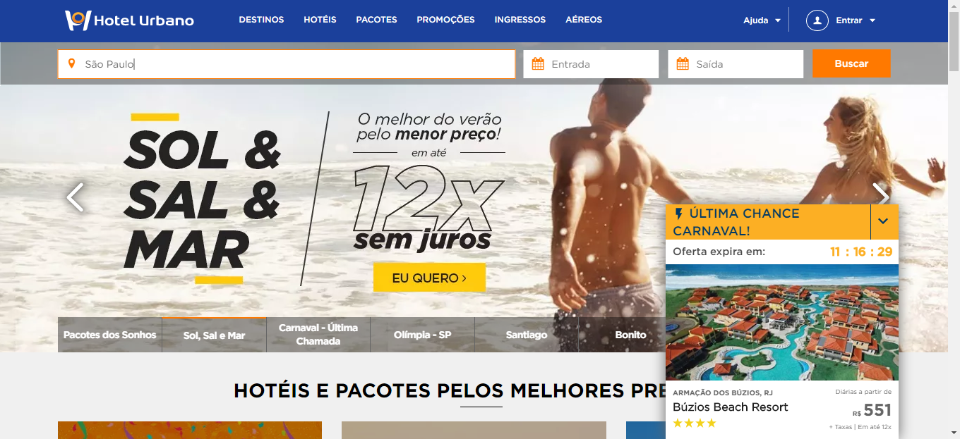 Hotel Urbano
DESTINOS HOTÉIS PACOTES PROMOÇÕES INGRESSOS AÉREOS Ajuda Entrar
São Paulo Entrada Saída Buscar
SOL &
SAL &
MAR
O melhor do verão
pelo menor preço!
em até
12x
sem juros
EU QUERO >
ÚLTIMA CHANCE
CARNAVAL!
Oferta expira em: 11 : 16 : 29
Pacotes dos Sonhos
Sol, Sal e Mar
Carnaval - Última
Chamada
Olímpia - SP
Santiago
Bonito
HOTÉIS E PACOTES PELOS MELHORES PRE
ARMAÇÃO DOS BÚZIOS, RJ
Búzios Beach Resort
Diárias a partir de
R$ 551
+ Taxas | Em até 12x